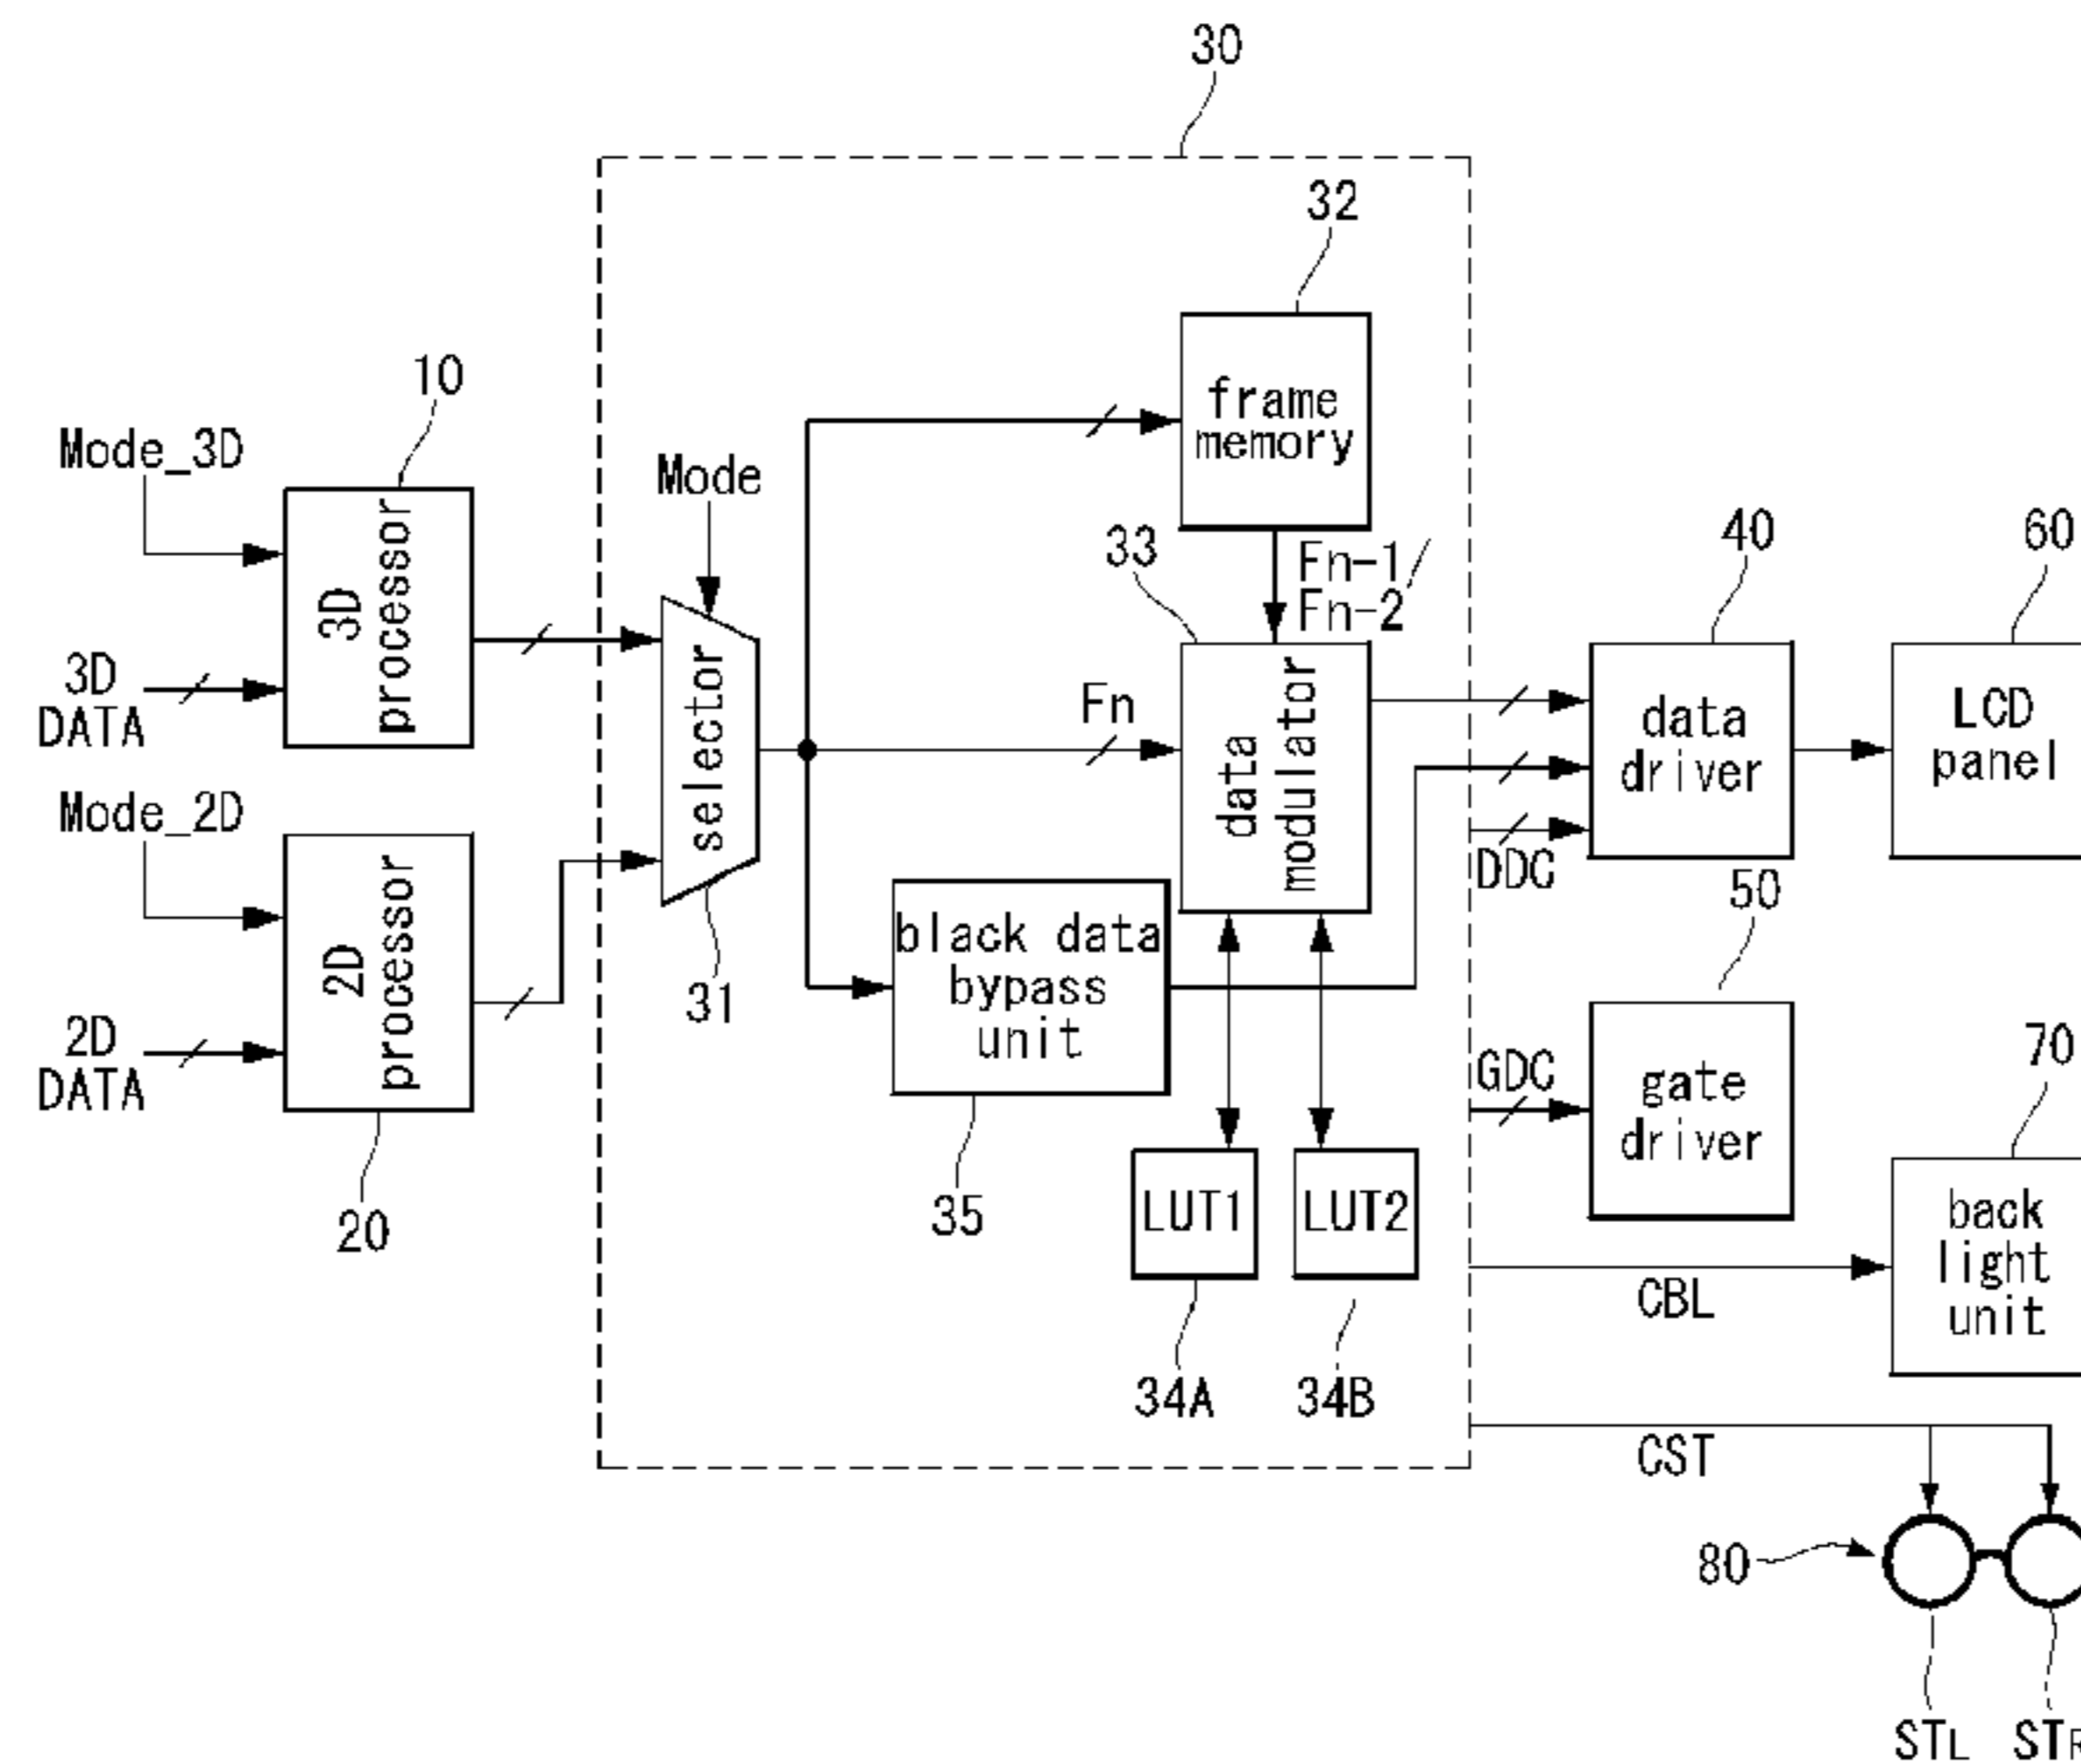 30
32
frame
memory
10
Mode_3D
3D
processor
3D
DATA
Mode
selector
31
33
Fn-1
Fn-2
Fn
data
modulator
40
data
driver
60
LCD
panel
DDC
Mode_2D
2D
processor
2D
DATA
20
black data
bypass
unit
35
50
GDC
gate
driver
70
back
light
unit
LUT1
LUT2
34A
34B
CBL
CST
80
STL
STR